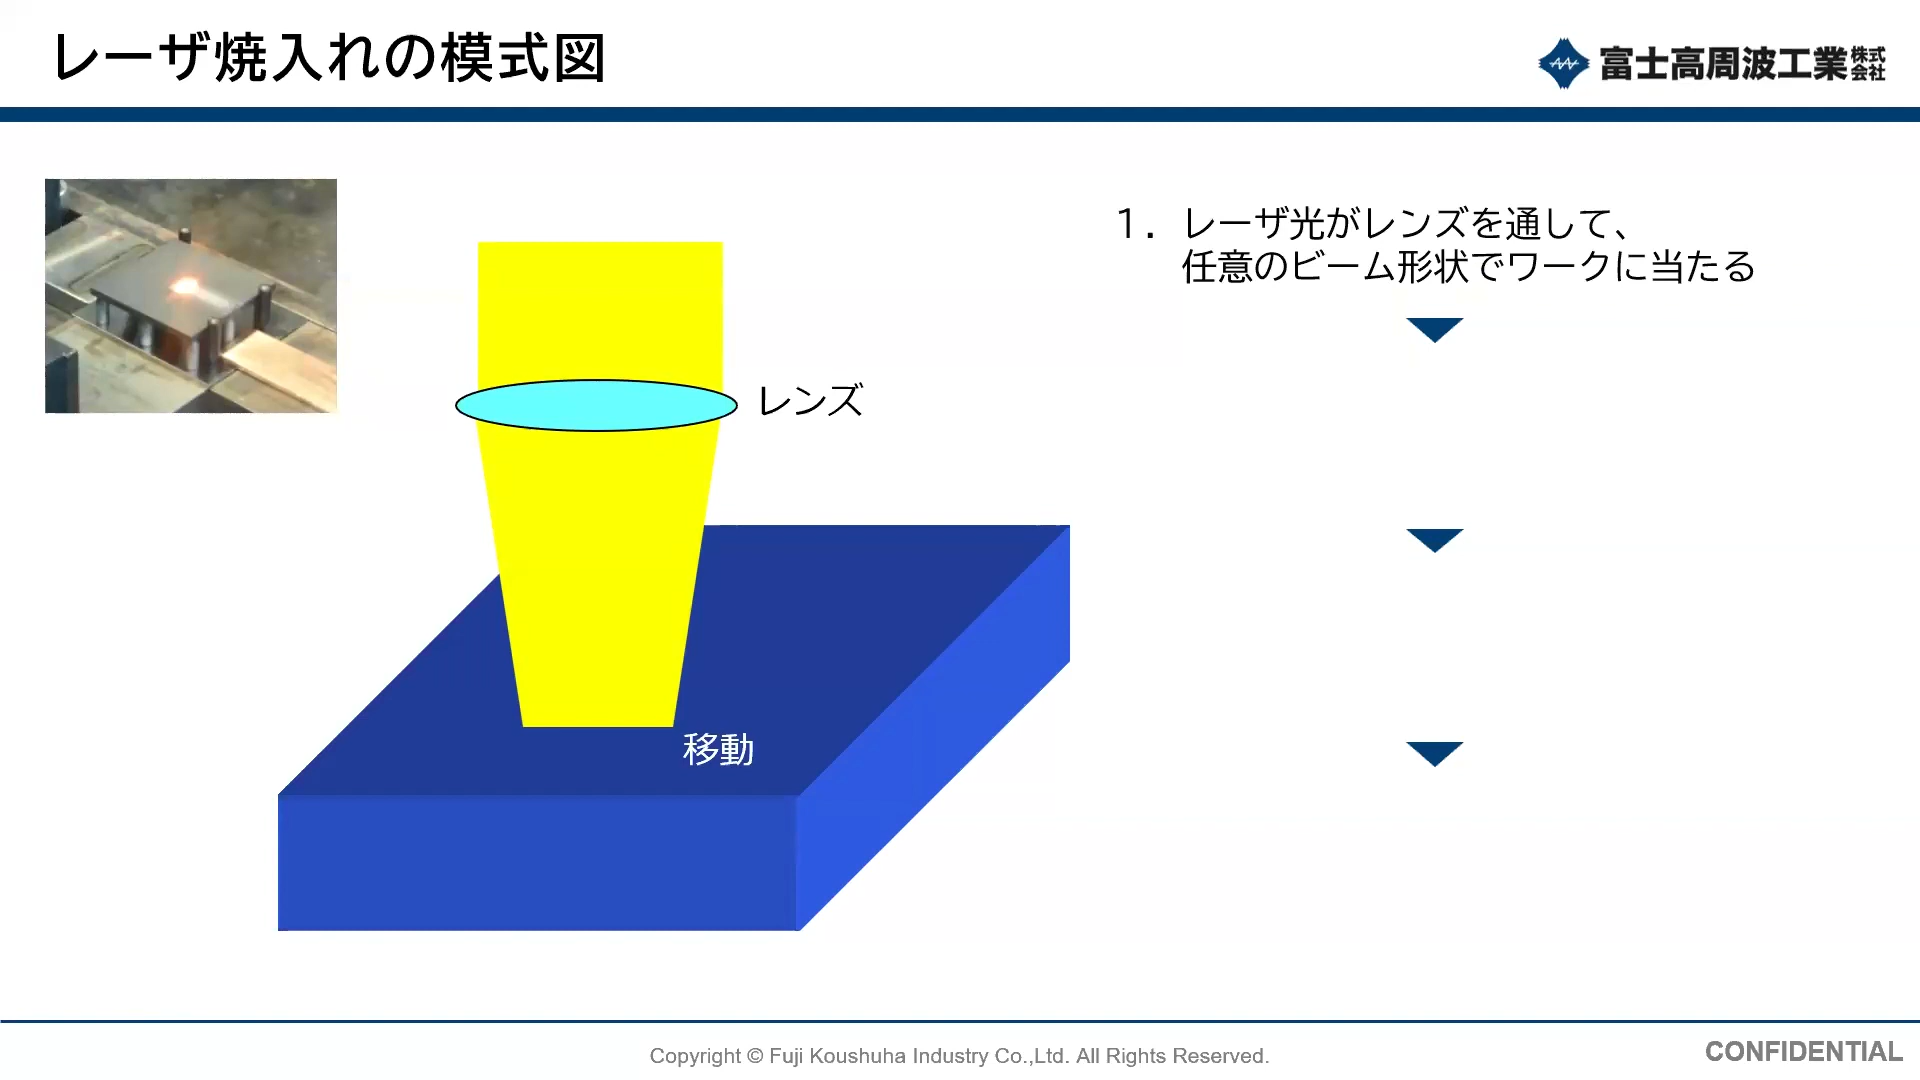 レーザ焼入れの模式図
富士高周波工業株式会社
1. レーザ光がレンズを通して、
任意のビーム形状でワークに当たる
レンズ
移動
Copyright © Fuji Koushuha Industry Co.,Ltd. All Rights Reserved.
CONFIDENTIAL